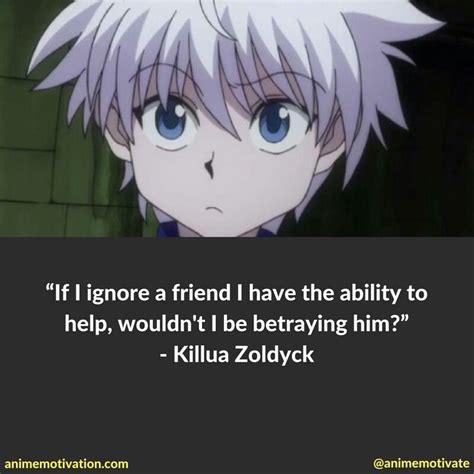 “If I ignore a friend I have the ability to
help, wouldn't I be betraying him?”
- Killua Zoldyck
animemotivation.com
@animemotivate